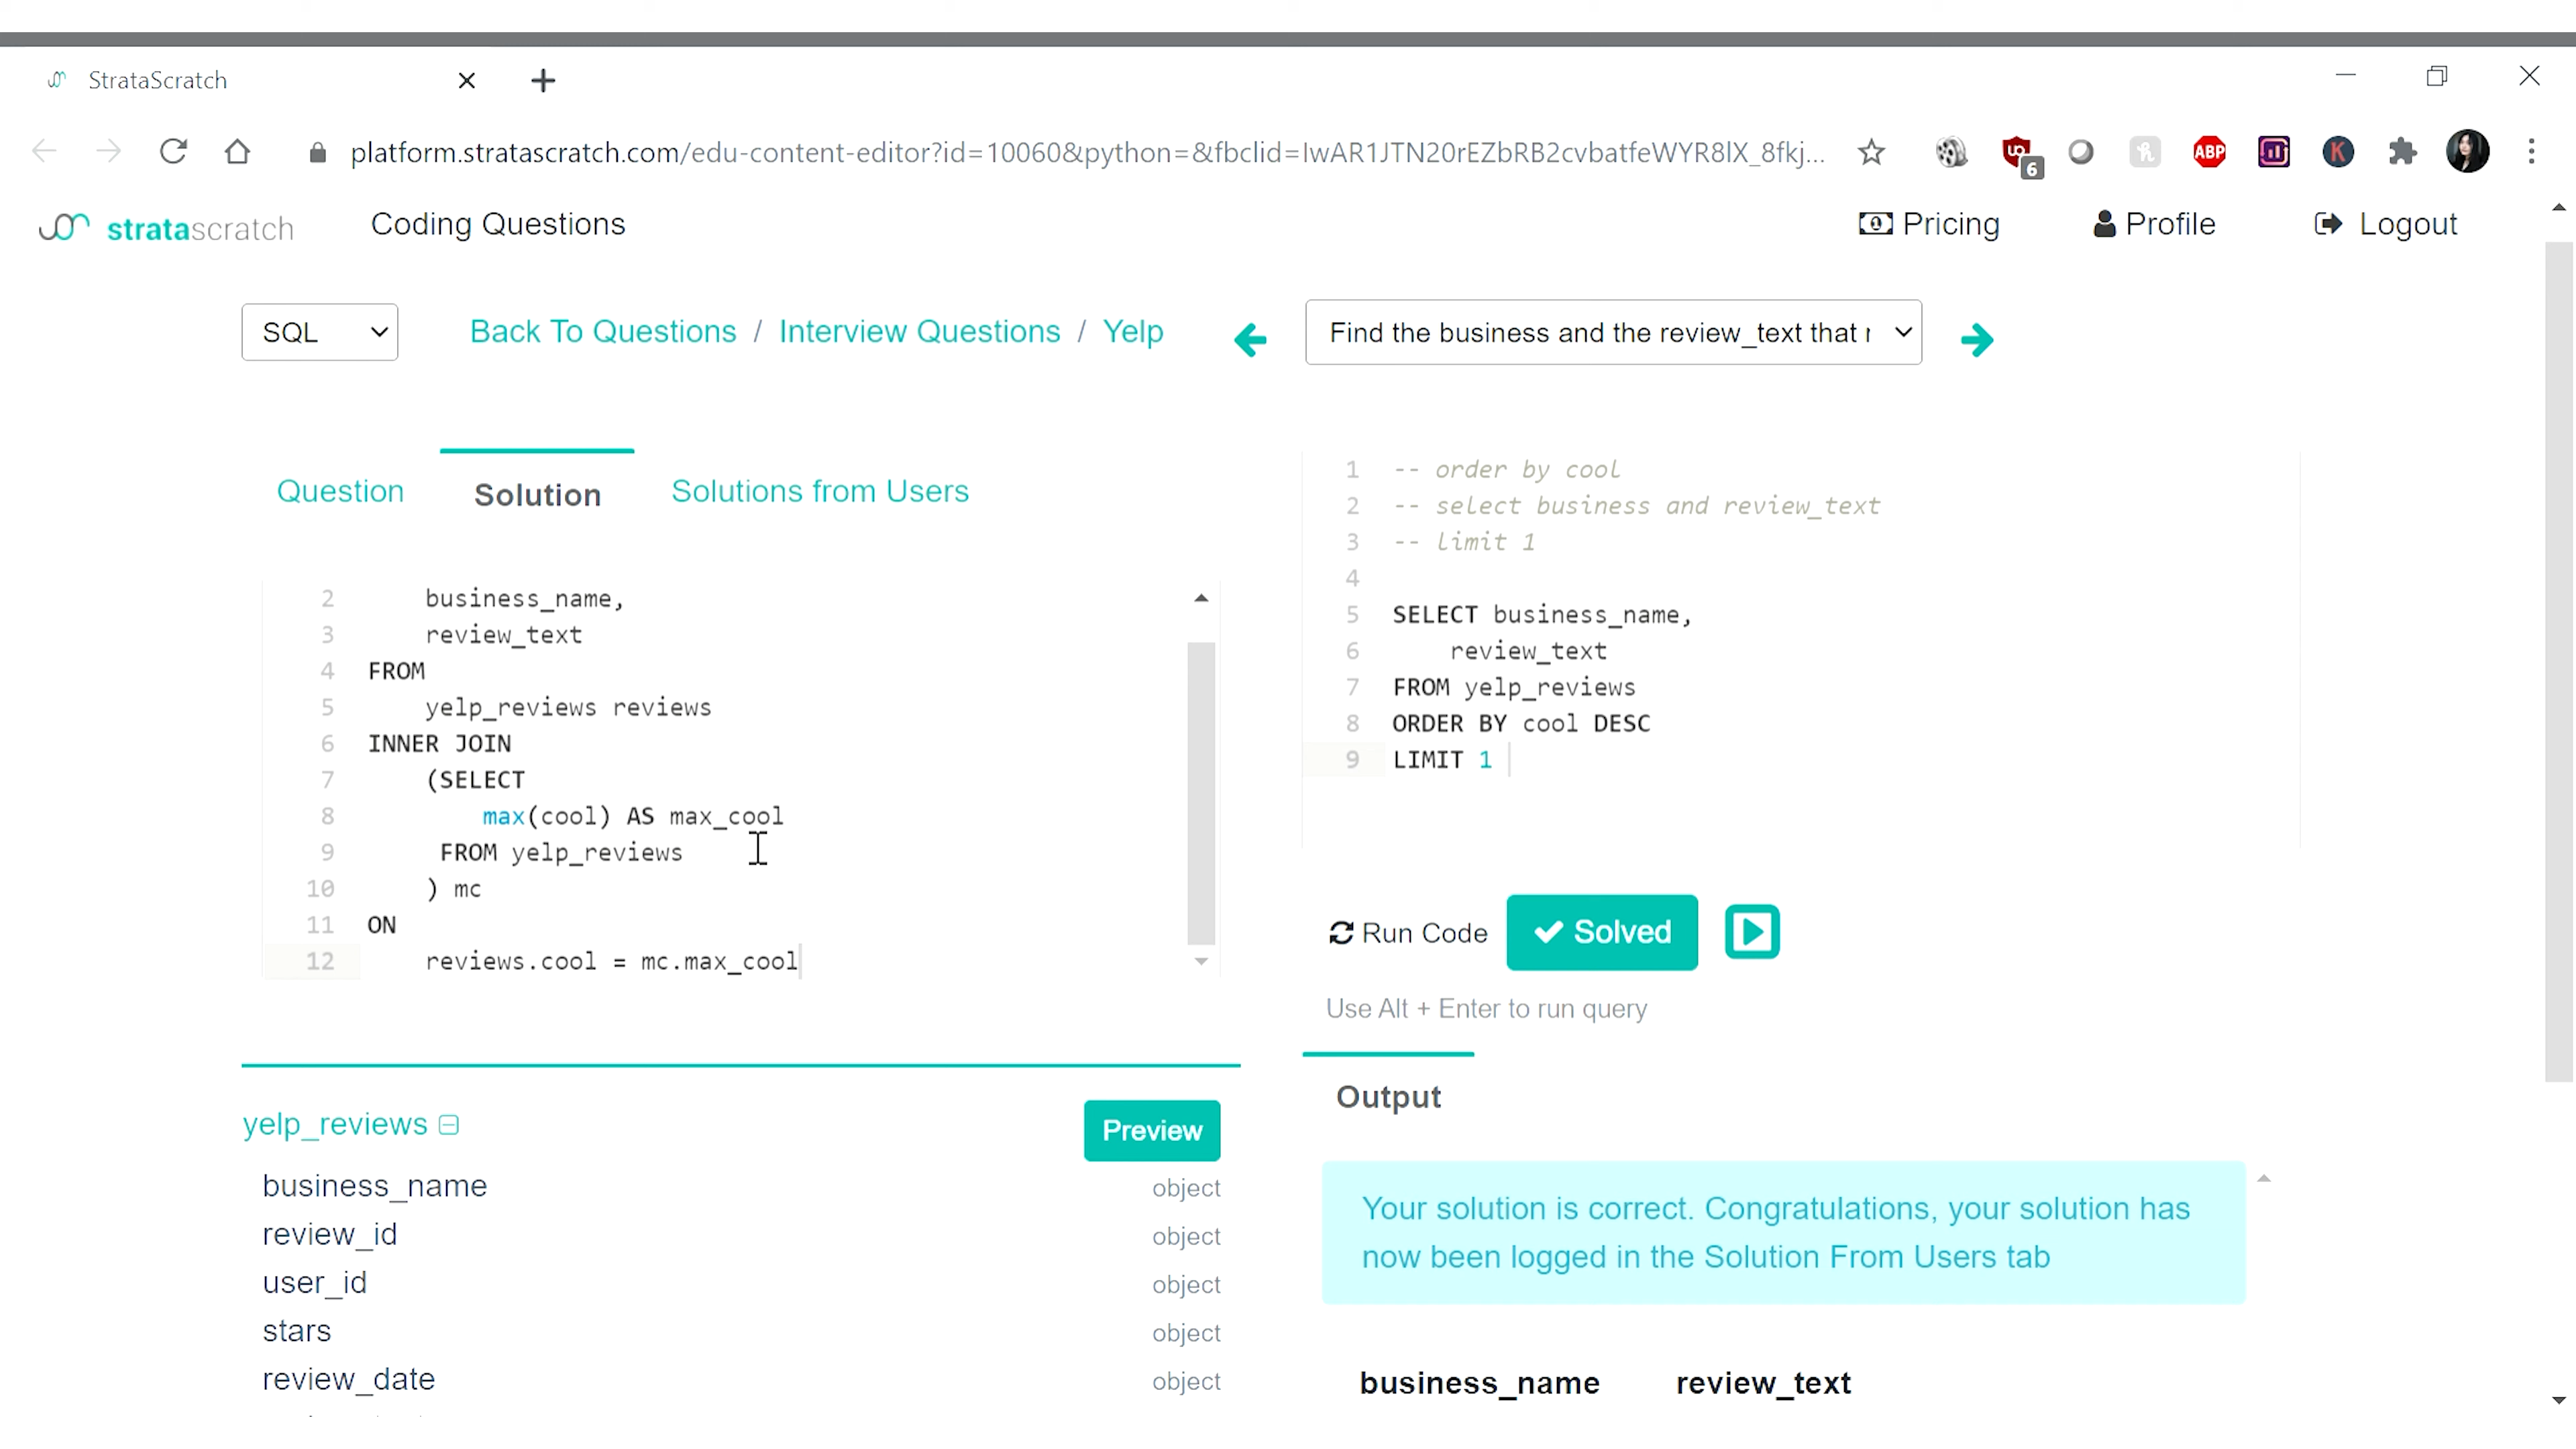 StrataScratch
platform.stratascratch.com/edu-content-editor?id=10060&python=&fbclid=IwAR1JTN20rEZbRB2cvbatfeWYR8lX_8fkj...
6
ABP
K
stratascratch
Coding Questions
Pricing
Profile
Logout
SQL
Back To Questions / Interview Questions / Yelp
Find the business and the review_text that r
Question
Solution
Solutions from Users
2 business_name,
3 review_text
4 FROM
5 yelp_reviews reviews
6 INNER JOIN
7 (SELECT
8 max(cool) AS max_cool
9 FROM yelp_reviews
10 ) mc
11 ON
12 reviews.cool = mc.max_cool
1 -- order by cool
2 -- select business and review_text
3 -- limit 1
4
5 SELECT business_name,
6 review_text
7 FROM yelp_reviews
8 ORDER BY cool DESC
9 LIMIT 1
Run Code
Solved
Use Alt + Enter to run query
yelp_reviews
Preview
business_name object
review_id object
user_id object
stars object
review_date object
Output
Your solution is correct. Congratulations, your solution has
now been logged in the Solution From Users tab
business_name review_text